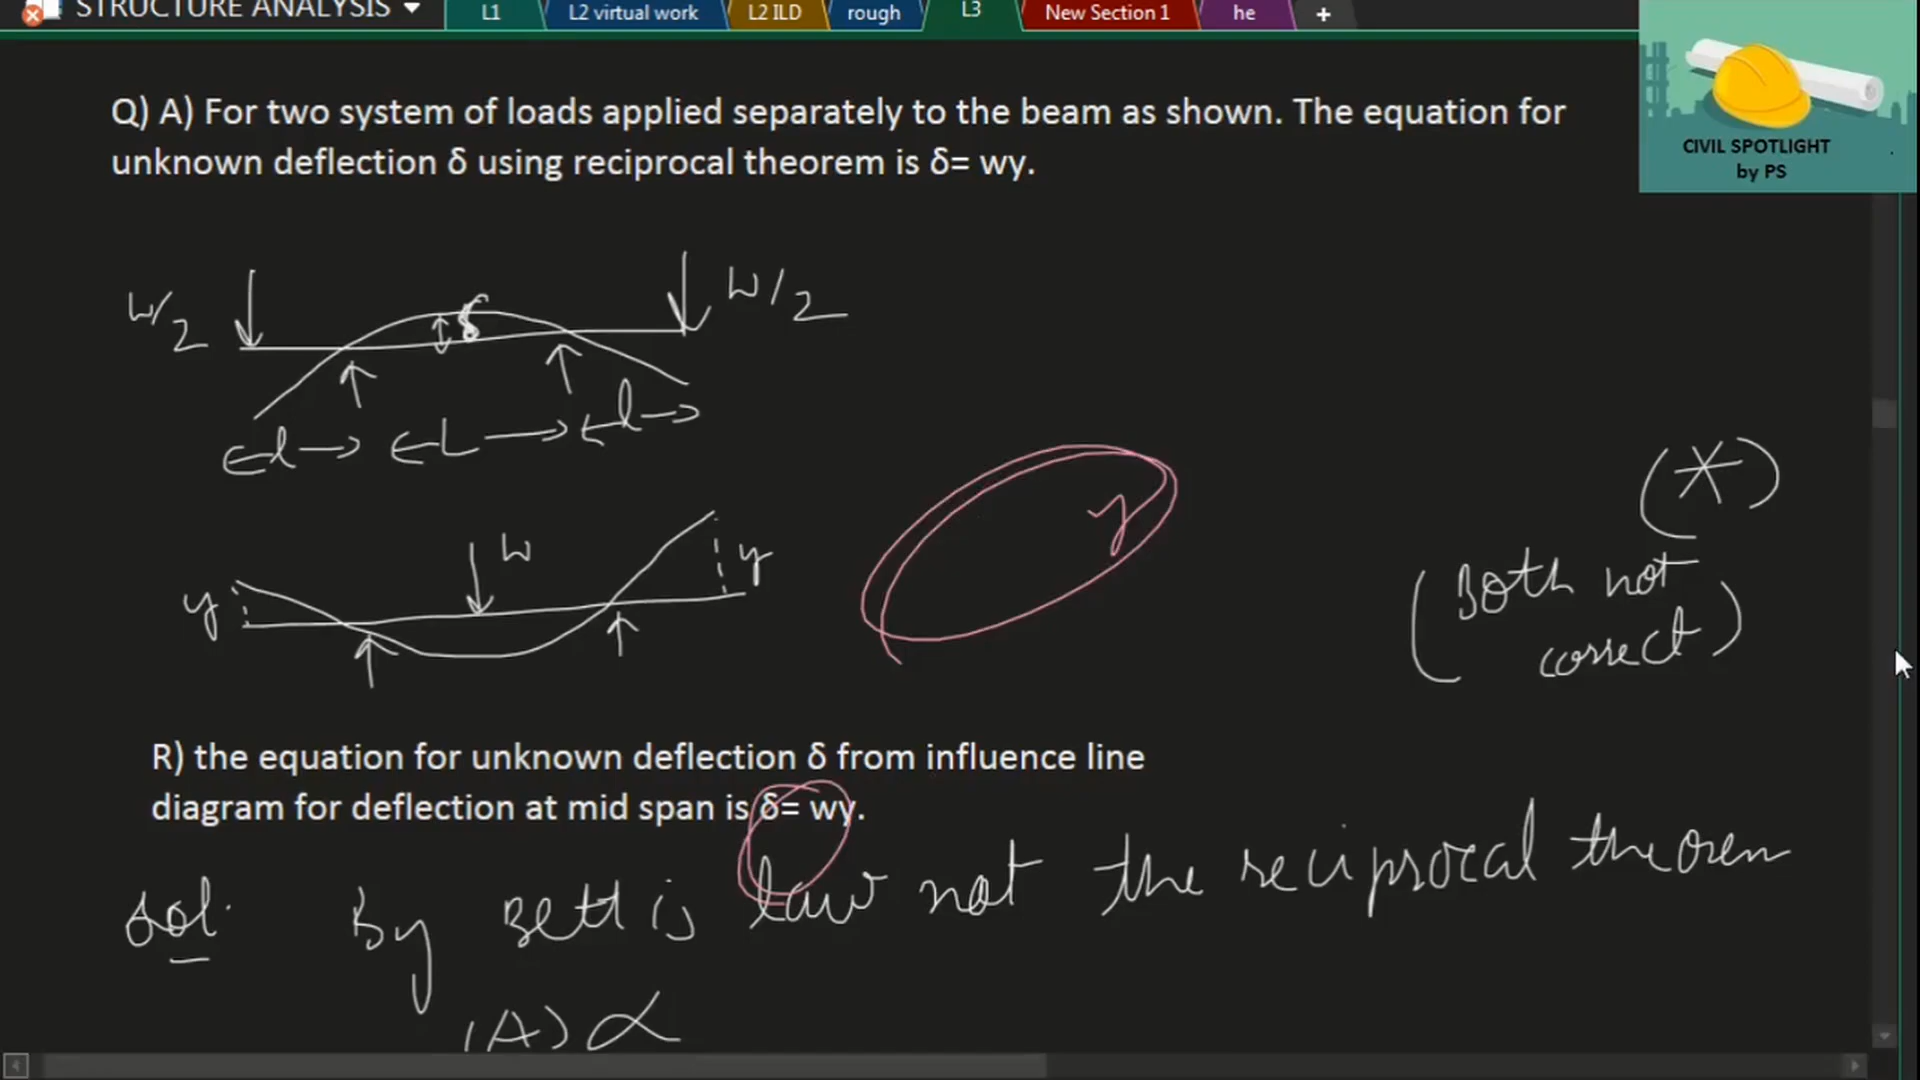 STRUCTURE ANALYSIS
L1
L2 virtual work
L2 ILD
rough
L3
New Section 1
he
+
CIVIL SPOTLIGHT
by PS
Q) A) For two system of loads applied separately to the beam as shown. The equation for
unknown deflection δ using reciprocal theorem is δ= wy.
W/2
δ
W/2
l
L
l
y
W
y
y
(*)
(Both not
correct)
R) the equation for unknown deflection δ from influence line
diagram for deflection at mid span is δ= wy.
Sol. By Betti's law not the reciprocal theorem
(A)